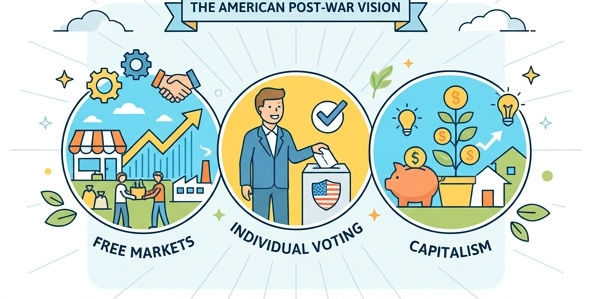 THE AMERICAN POST-WAR VISION
FREE MARKETS
INDIVIDUAL VOTING
CAPITALISM